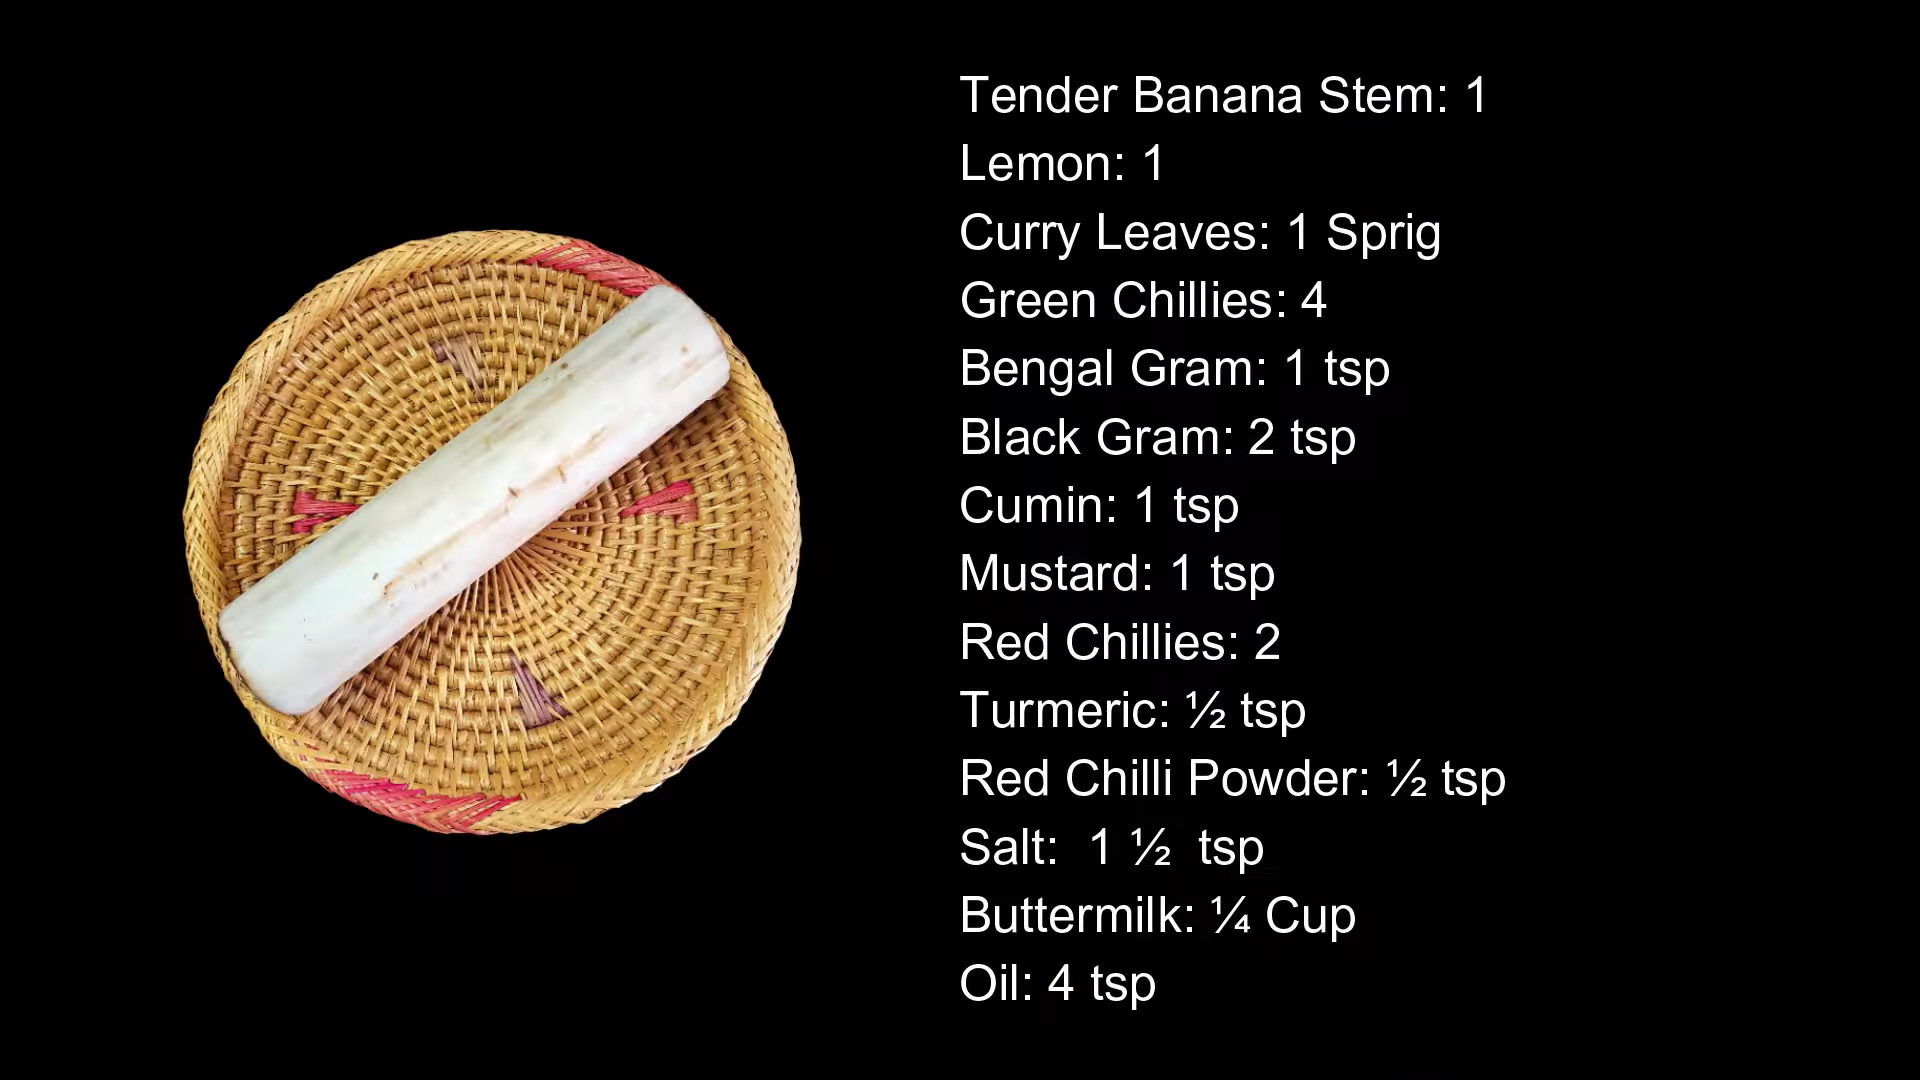 Tender Banana Stem: 1
Lemon: 1
Curry Leaves: 1 Sprig
Green Chillies: 4
Bengal Gram: 1 tsp
Black Gram: 2 tsp
Cumin: 1 tsp
Mustard: 1 tsp
Red Chillies: 2
Turmeric: ½ tsp
Red Chilli Powder: ½ tsp
Salt:  1 ½  tsp
Buttermilk: ¼ Cup
Oil: 4 tsp